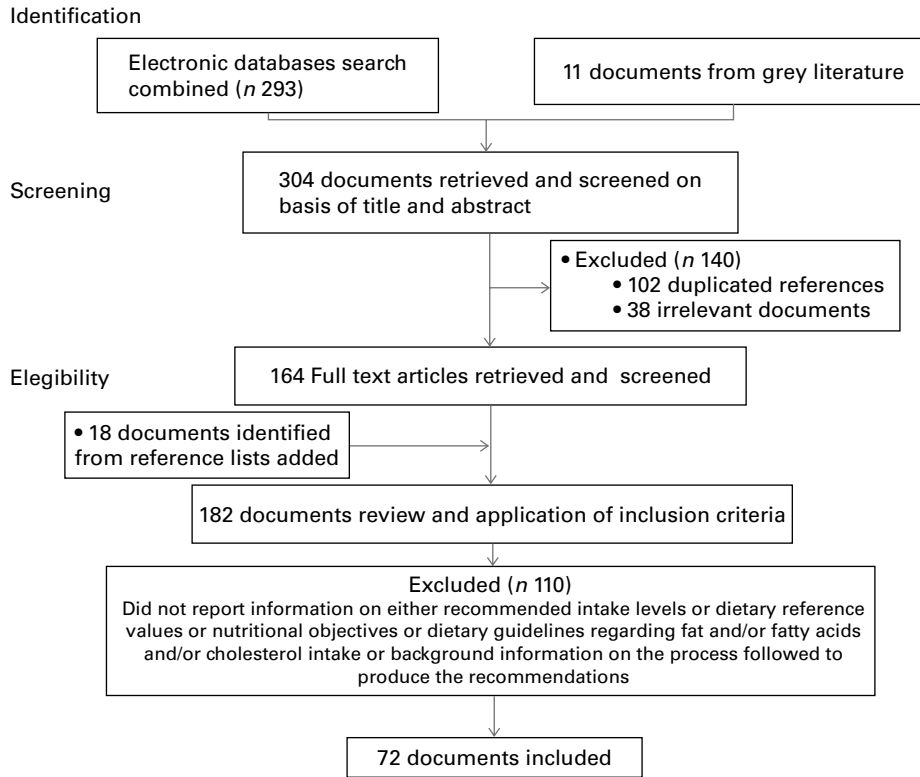 Identification
Electronic databases search
combined (n 293)
11 documents from grey literature
Screening
304 documents retrieved and screened on
basis of title and abstract
• Excluded (n 140)
• 102 duplicated references
• 38 irrelevant documents
Elegibility
164 Full text articles retrieved and screened
• 18 documents identified
from reference lists added
182 documents review and application of inclusion criteria
Excluded (n 110)
Did not report information on either recommended intake levels or dietary reference
values or nutritional objectives or dietary guidelines regarding fat and/or fatty acids
and/or cholesterol intake or background information on the process followed to
produce the recommendations
72 documents included